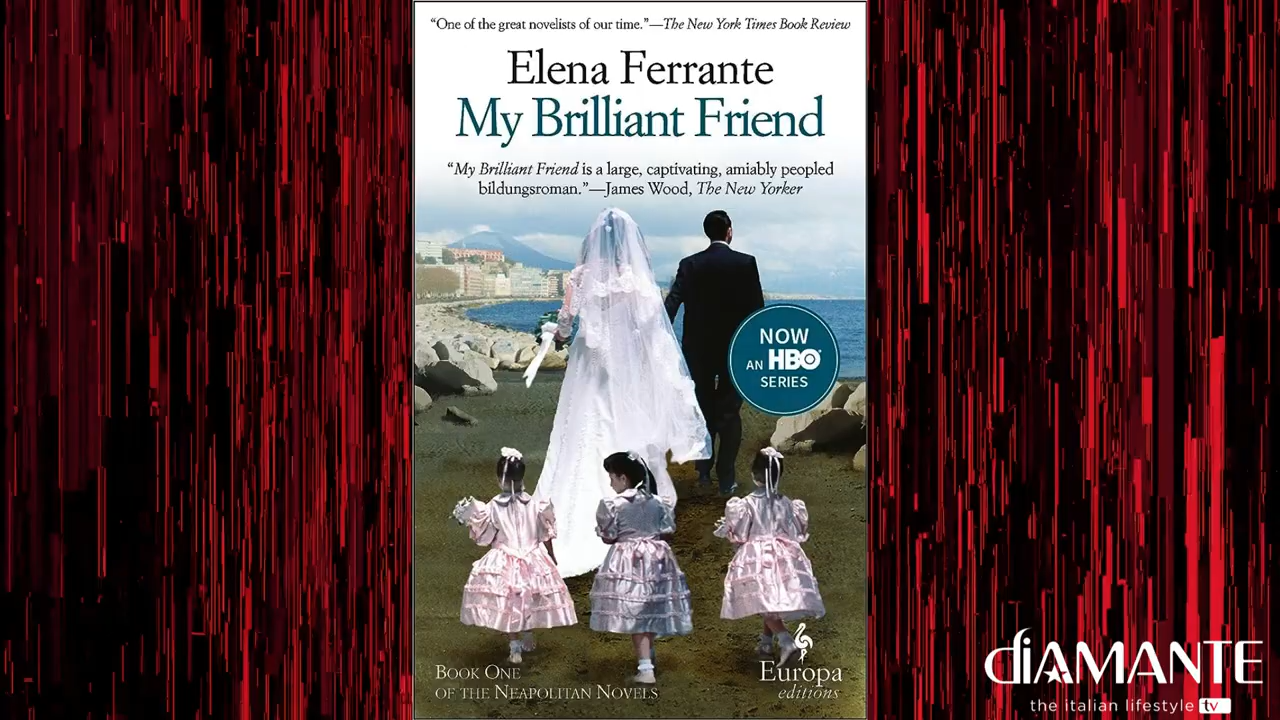 “One of the great novelists of our time.”—The New York Times Book Review
Elena Ferrante
My Brilliant Friend
“My Brilliant Friend is a large, captivating, amiably peopled
bildungsroman.”—James Wood, The New Yorker
NOW
AN HBO
SERIES
BOOK ONE
OF THE NEAPOLITAN NOVELS
Europa
editions
diAMANTE
the italian lifestyle tv